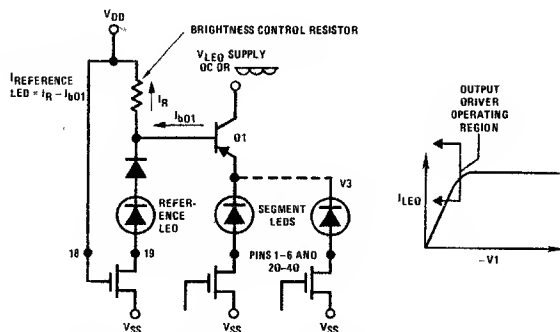 VDD
BRIGHTNESS CONTROL RESISTOR
VLED SUPPLY
DC OR
IREFERENCE
LED = IR - Ib01
IR
Ib01
Q1
V3
REFER-
ENCE
LED
SEGMENT
LEDS
18
19
PINS 1-6 AND
20-40
VSS
VSS
VSS
OUTPUT
DRIVER
OPERATING
REGION
ILED
-V1